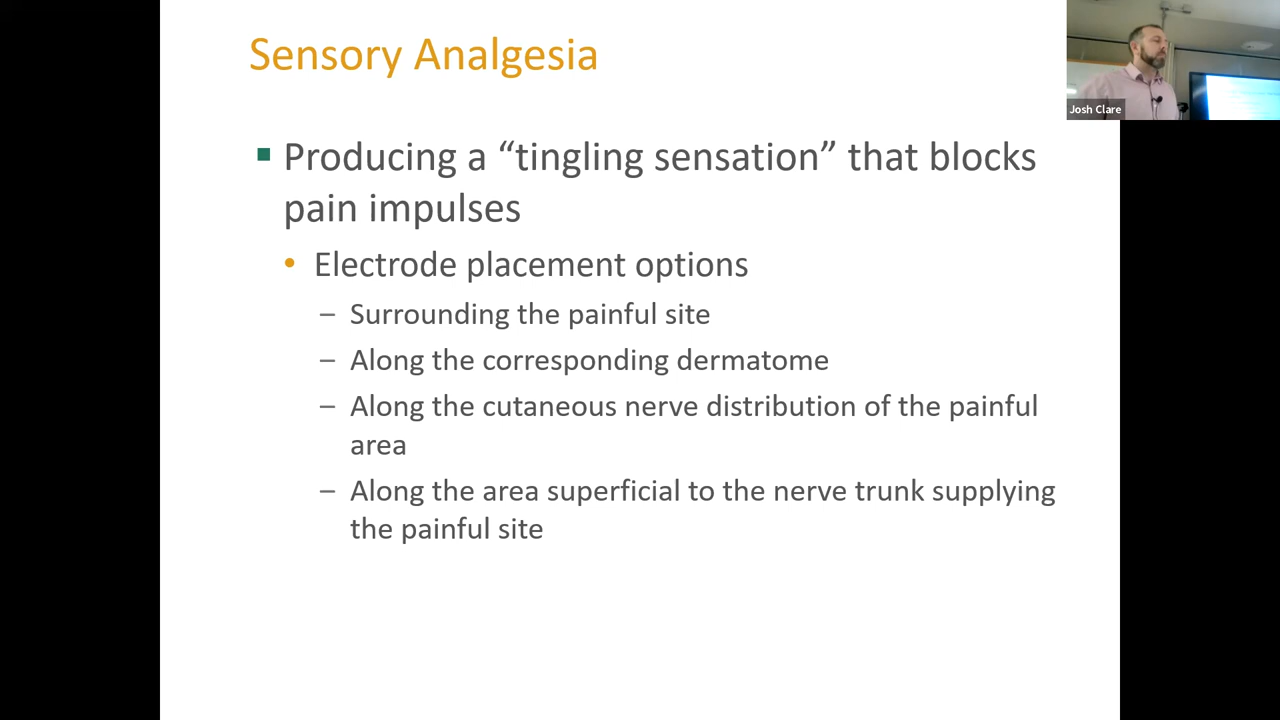 Sensory Analgesia
Josh Clare
▪ Producing a “tingling sensation” that blocks
pain impulses
• Electrode placement options
– Surrounding the painful site
– Along the corresponding dermatome
– Along the cutaneous nerve distribution of the painful
area
– Along the area superficial to the nerve trunk supplying
the painful site